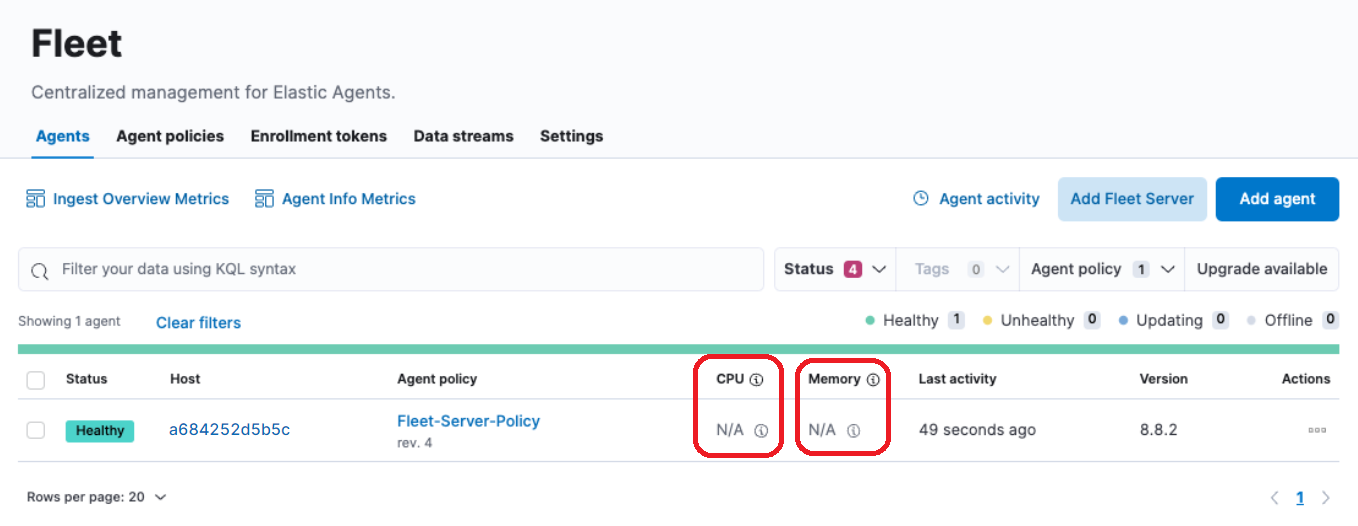 Fleet
Centralized management for Elastic Agents.
Agents Agent policies Enrollment tokens Data streams Settings
Ingest Overview Metrics Agent Info Metrics Agent activity Add Fleet Server Add agent
Filter your data using KQL syntax Status 4 Tags 0 Agent policy 1 Upgrade available
Showing 1 agent Clear filters Healthy 1 Unhealthy 0 Updating 0 Offline 0
Status Host Agent policy CPU Memory Last activity Version Actions
Healthy a684252d5b5c Fleet-Server-Policy N/A N/A 49 seconds ago 8.8.2
rev. 4
Rows per page: 20 1